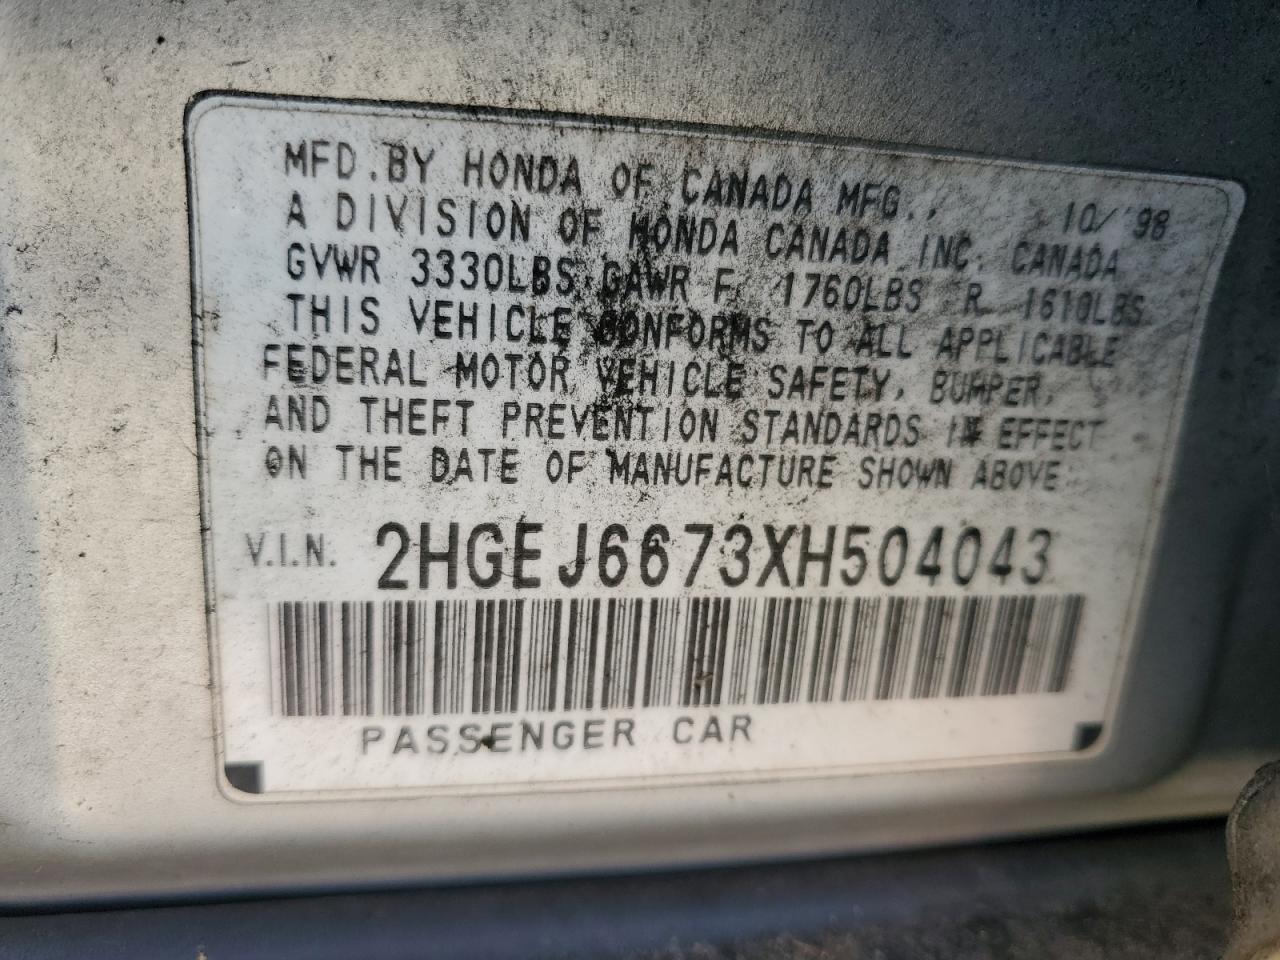 MFD. BY HONDA OF CANADA MFG., 10/'98
A DIVISION OF HONDA CANADA INC. CANADA
GVWR 3330LBS GAWR F 1760LBS R 1610LBS
THIS VEHICLE CONFORMS TO ALL APPLICABLE
FEDERAL MOTOR VEHICLE SAFETY, BUMPER,
AND THEFT PREVENTION STANDARDS IN EFFECT
ON THE DATE OF MANUFACTURE SHOWN ABOVE
V.I.N. 2HGEJ6673XH504043
PASSENGER CAR